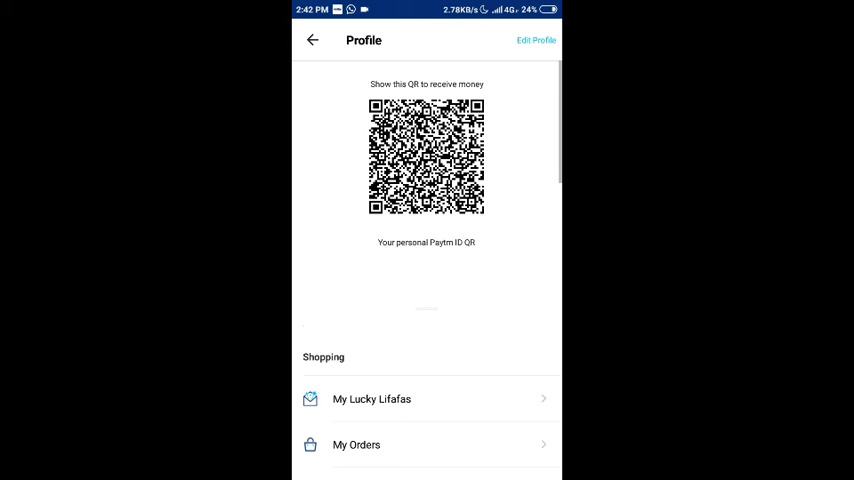 2:42 PM 2.78KB/s 4G 24%
Profile Edit Profile
Show this QR to receive money
Your personal Paytm ID QR
Shopping
My Lucky Lifafas
My Orders